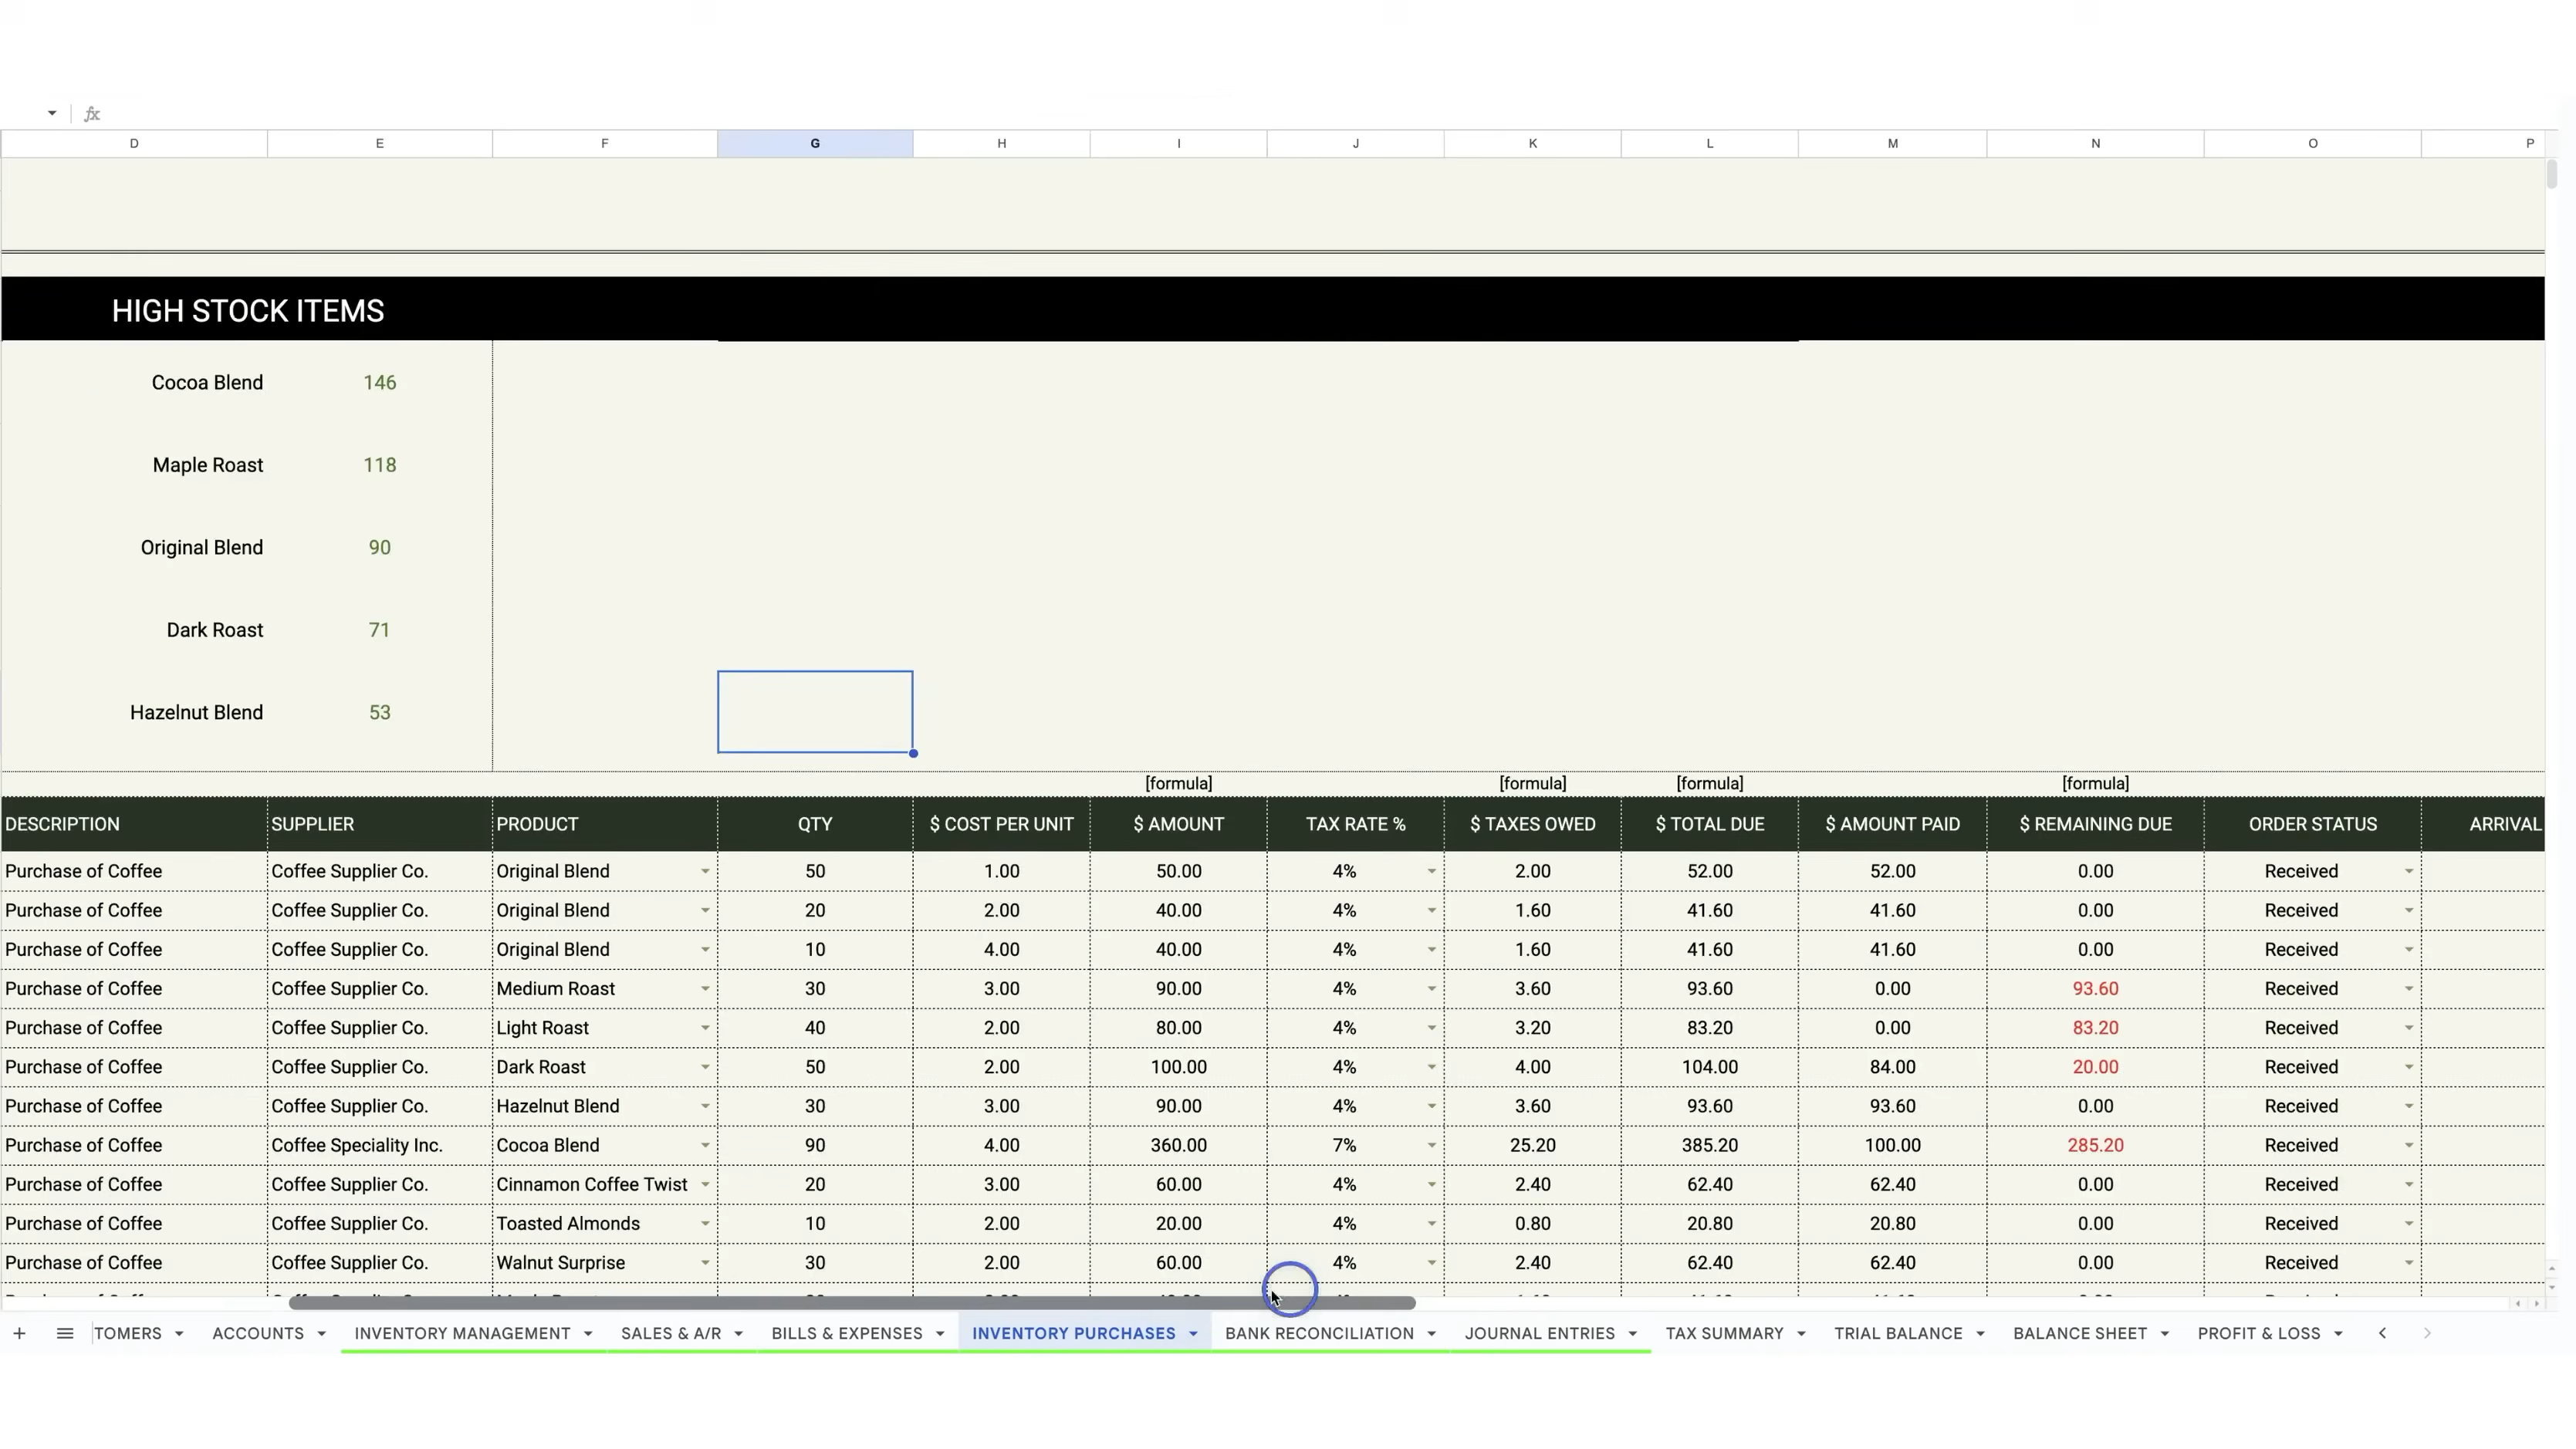 fx
D E F G H I J K L M N O P
HIGH STOCK ITEMS
Cocoa Blend 146
Maple Roast 118
Original Blend 90
Dark Roast 71
Hazelnut Blend 53
[formula] [formula] [formula] [formula]
DESCRIPTION SUPPLIER PRODUCT QTY $ COST PER UNIT $ AMOUNT TAX RATE % $ TAXES OWED $ TOTAL DUE $ AMOUNT PAID $ REMAINING DUE ORDER STATUS ARRIVAL
Purchase of Coffee Coffee Supplier Co. Original Blend 50 1.00 50.00 4% 2.00 52.00 52.00 0.00 Received
Purchase of Coffee Coffee Supplier Co. Original Blend 20 2.00 40.00 4% 1.60 41.60 41.60 0.00 Received
Purchase of Coffee Coffee Supplier Co. Original Blend 10 4.00 40.00 4% 1.60 41.60 41.60 0.00 Received
Purchase of Coffee Coffee Supplier Co. Medium Roast 30 3.00 90.00 4% 3.60 93.60 0.00 93.60 Received
Purchase of Coffee Coffee Supplier Co. Light Roast 40 2.00 80.00 4% 3.20 83.20 0.00 83.20 Received
Purchase of Coffee Coffee Supplier Co. Dark Roast 50 2.00 100.00 4% 4.00 104.00 84.00 20.00 Received
Purchase of Coffee Coffee Supplier Co. Hazelnut Blend 30 3.00 90.00 4% 3.60 93.60 93.60 0.00 Received
Purchase of Coffee Coffee Speciality Inc. Cocoa Blend 90 4.00 360.00 7% 25.20 385.20 100.00 285.20 Received
Purchase of Coffee Coffee Supplier Co. Cinnamon Coffee Twist 20 3.00 60.00 4% 2.40 62.40 62.40 0.00 Received
Purchase of Coffee Coffee Supplier Co. Toasted Almonds 10 2.00 20.00 4% 0.80 20.80 20.80 0.00 Received
Purchase of Coffee Coffee Supplier Co. Walnut Surprise 30 2.00 60.00 4% 2.40 62.40 62.40 0.00 Received
TOMERS ACCOUNTS INVENTORY MANAGEMENT SALES & A/R BILLS & EXPENSES INVENTORY PURCHASES BANK RECONCILIATION JOURNAL ENTRIES TAX SUMMARY TRIAL BALANCE BALANCE SHEET PROFIT & LOSS